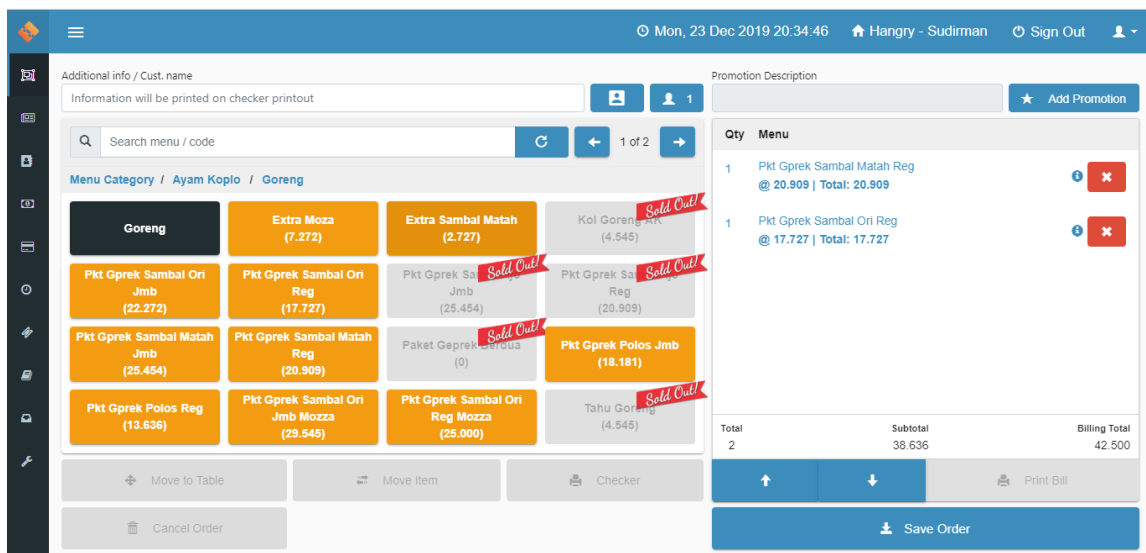 Mon, 23 Dec 2019 20:34:46 Hangry - Sudirman Sign Out
Additional info / Cust. name
Information will be printed on checker printout
1
Search menu / code
1 of 2
Menu Category / Ayam Koplo / Goreng
Goreng
Extra Moza
(7.272)
Extra Sambal Matah
(2.727)
Kol Goreng AK
(4.545)
Sold Out!
Pkt Gprek Sambal Ori
Jmb
(22.272)
Pkt Gprek Sambal Ori
Reg
(17.727)
Pkt Gprek
Jmb
(25.454)
Sold Out!
Pkt Gprek
Reg
(20.909)
Sold Out!
Pkt Gprek Sambal Matah
Jmb
(25.454)
Pkt Gprek Sambal Matah
Reg
(20.909)
Paket Geprek Berdua
(0)
Sold Out!
Pkt Gprek Polos Jmb
(18.181)
Pkt Gprek Polos Reg
(13.636)
Pkt Gprek Sambal Ori
Jmb Mozza
(29.545)
Pkt Gprek Sambal Ori
Reg Mozza
(25.000)
Tahu Goreng
(4.545)
Sold Out!
Move to Table
Move Item
Checker
Cancel Order
Promotion Description
Add Promotion
Qty Menu
1 Pkt Gprek Sambal Matah Reg
@ 20.909 | Total: 20.909
1 Pkt Gprek Sambal Ori Reg
@ 17.727 | Total: 17.727
Total Subtotal Billing Total
2 38.636 42.500
Print Bill
Save Order